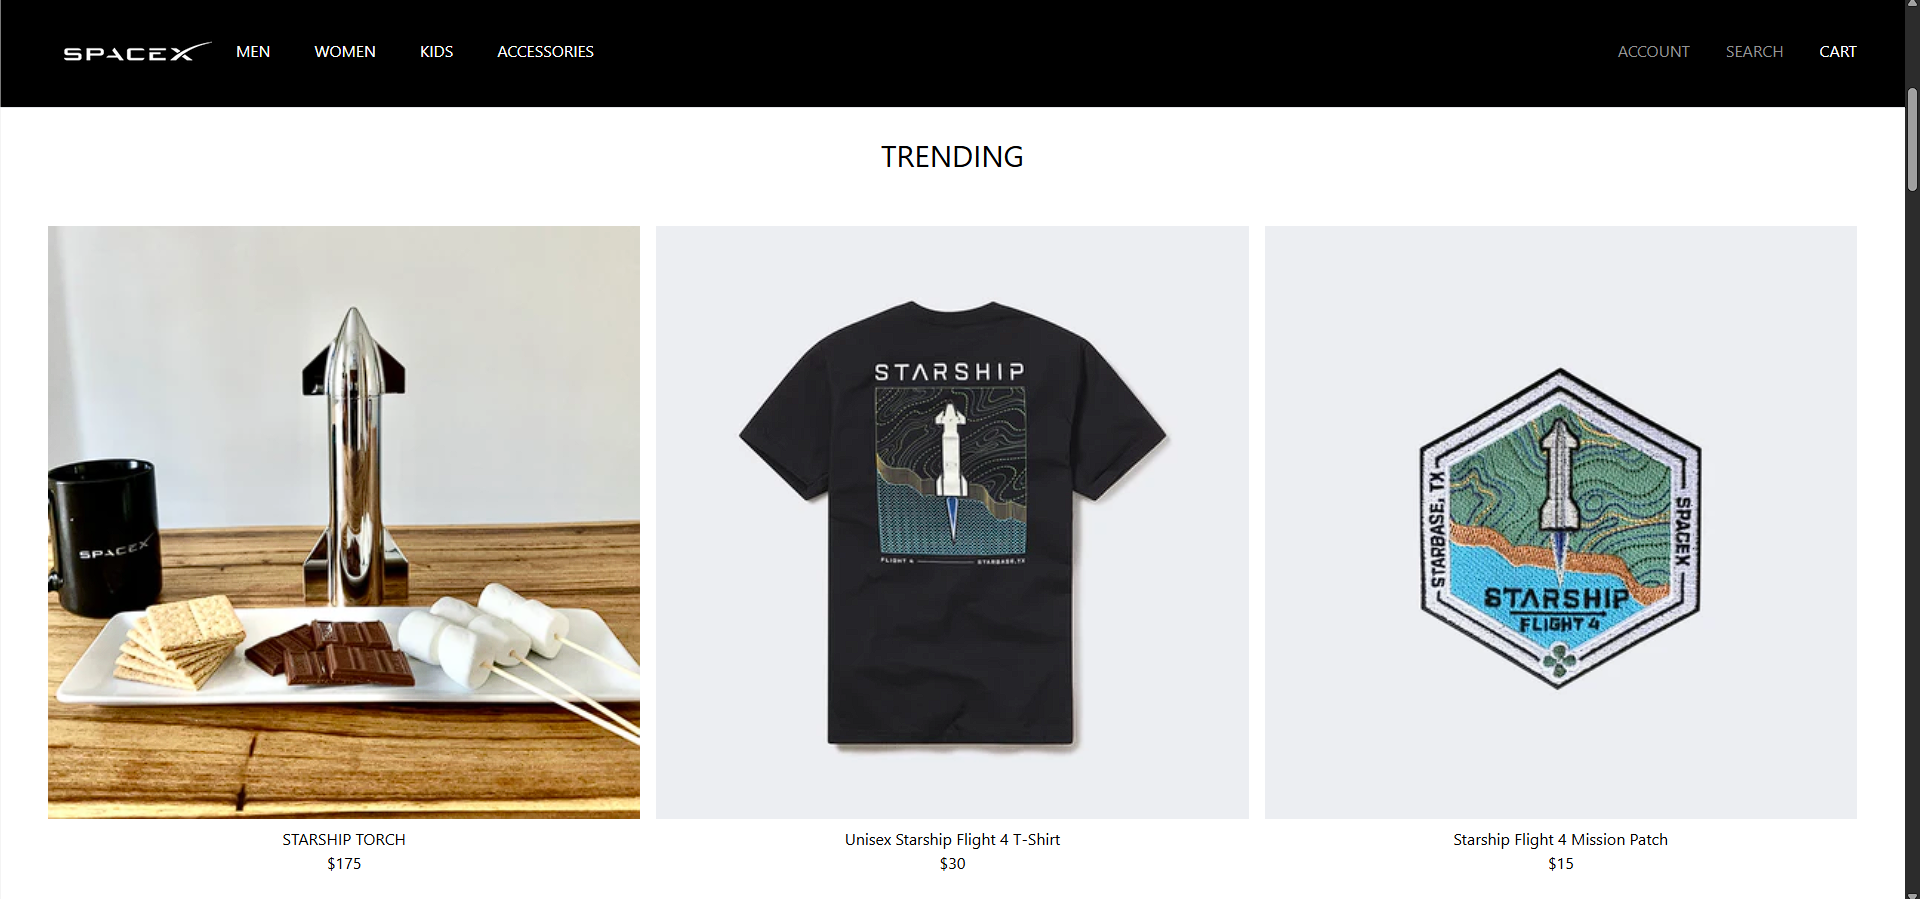 SPACEX MEN WOMEN KIDS ACCESSORIES ACCOUNT SEARCH CART
TRENDING
SPACEX
STARSHIP
FLIGHT 4 STARBASE, TX
STARBASE, TX
SPACEX
STARSHIP
FLIGHT 4
STARSHIP TORCH
$175
Unisex Starship Flight 4 T-Shirt
$30
Starship Flight 4 Mission Patch
$15